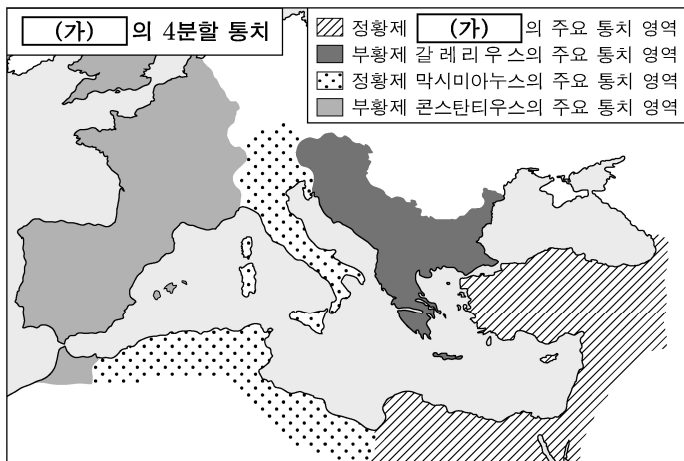 (가) 의 4분할 통치
정황제 (가) 의 주요 통치 영역
부황제 갈레리우스의 주요 통치 영역
정황제 막시미아누스의 주요 통치 영역
부황제 콘스탄티우스의 주요 통치 영역